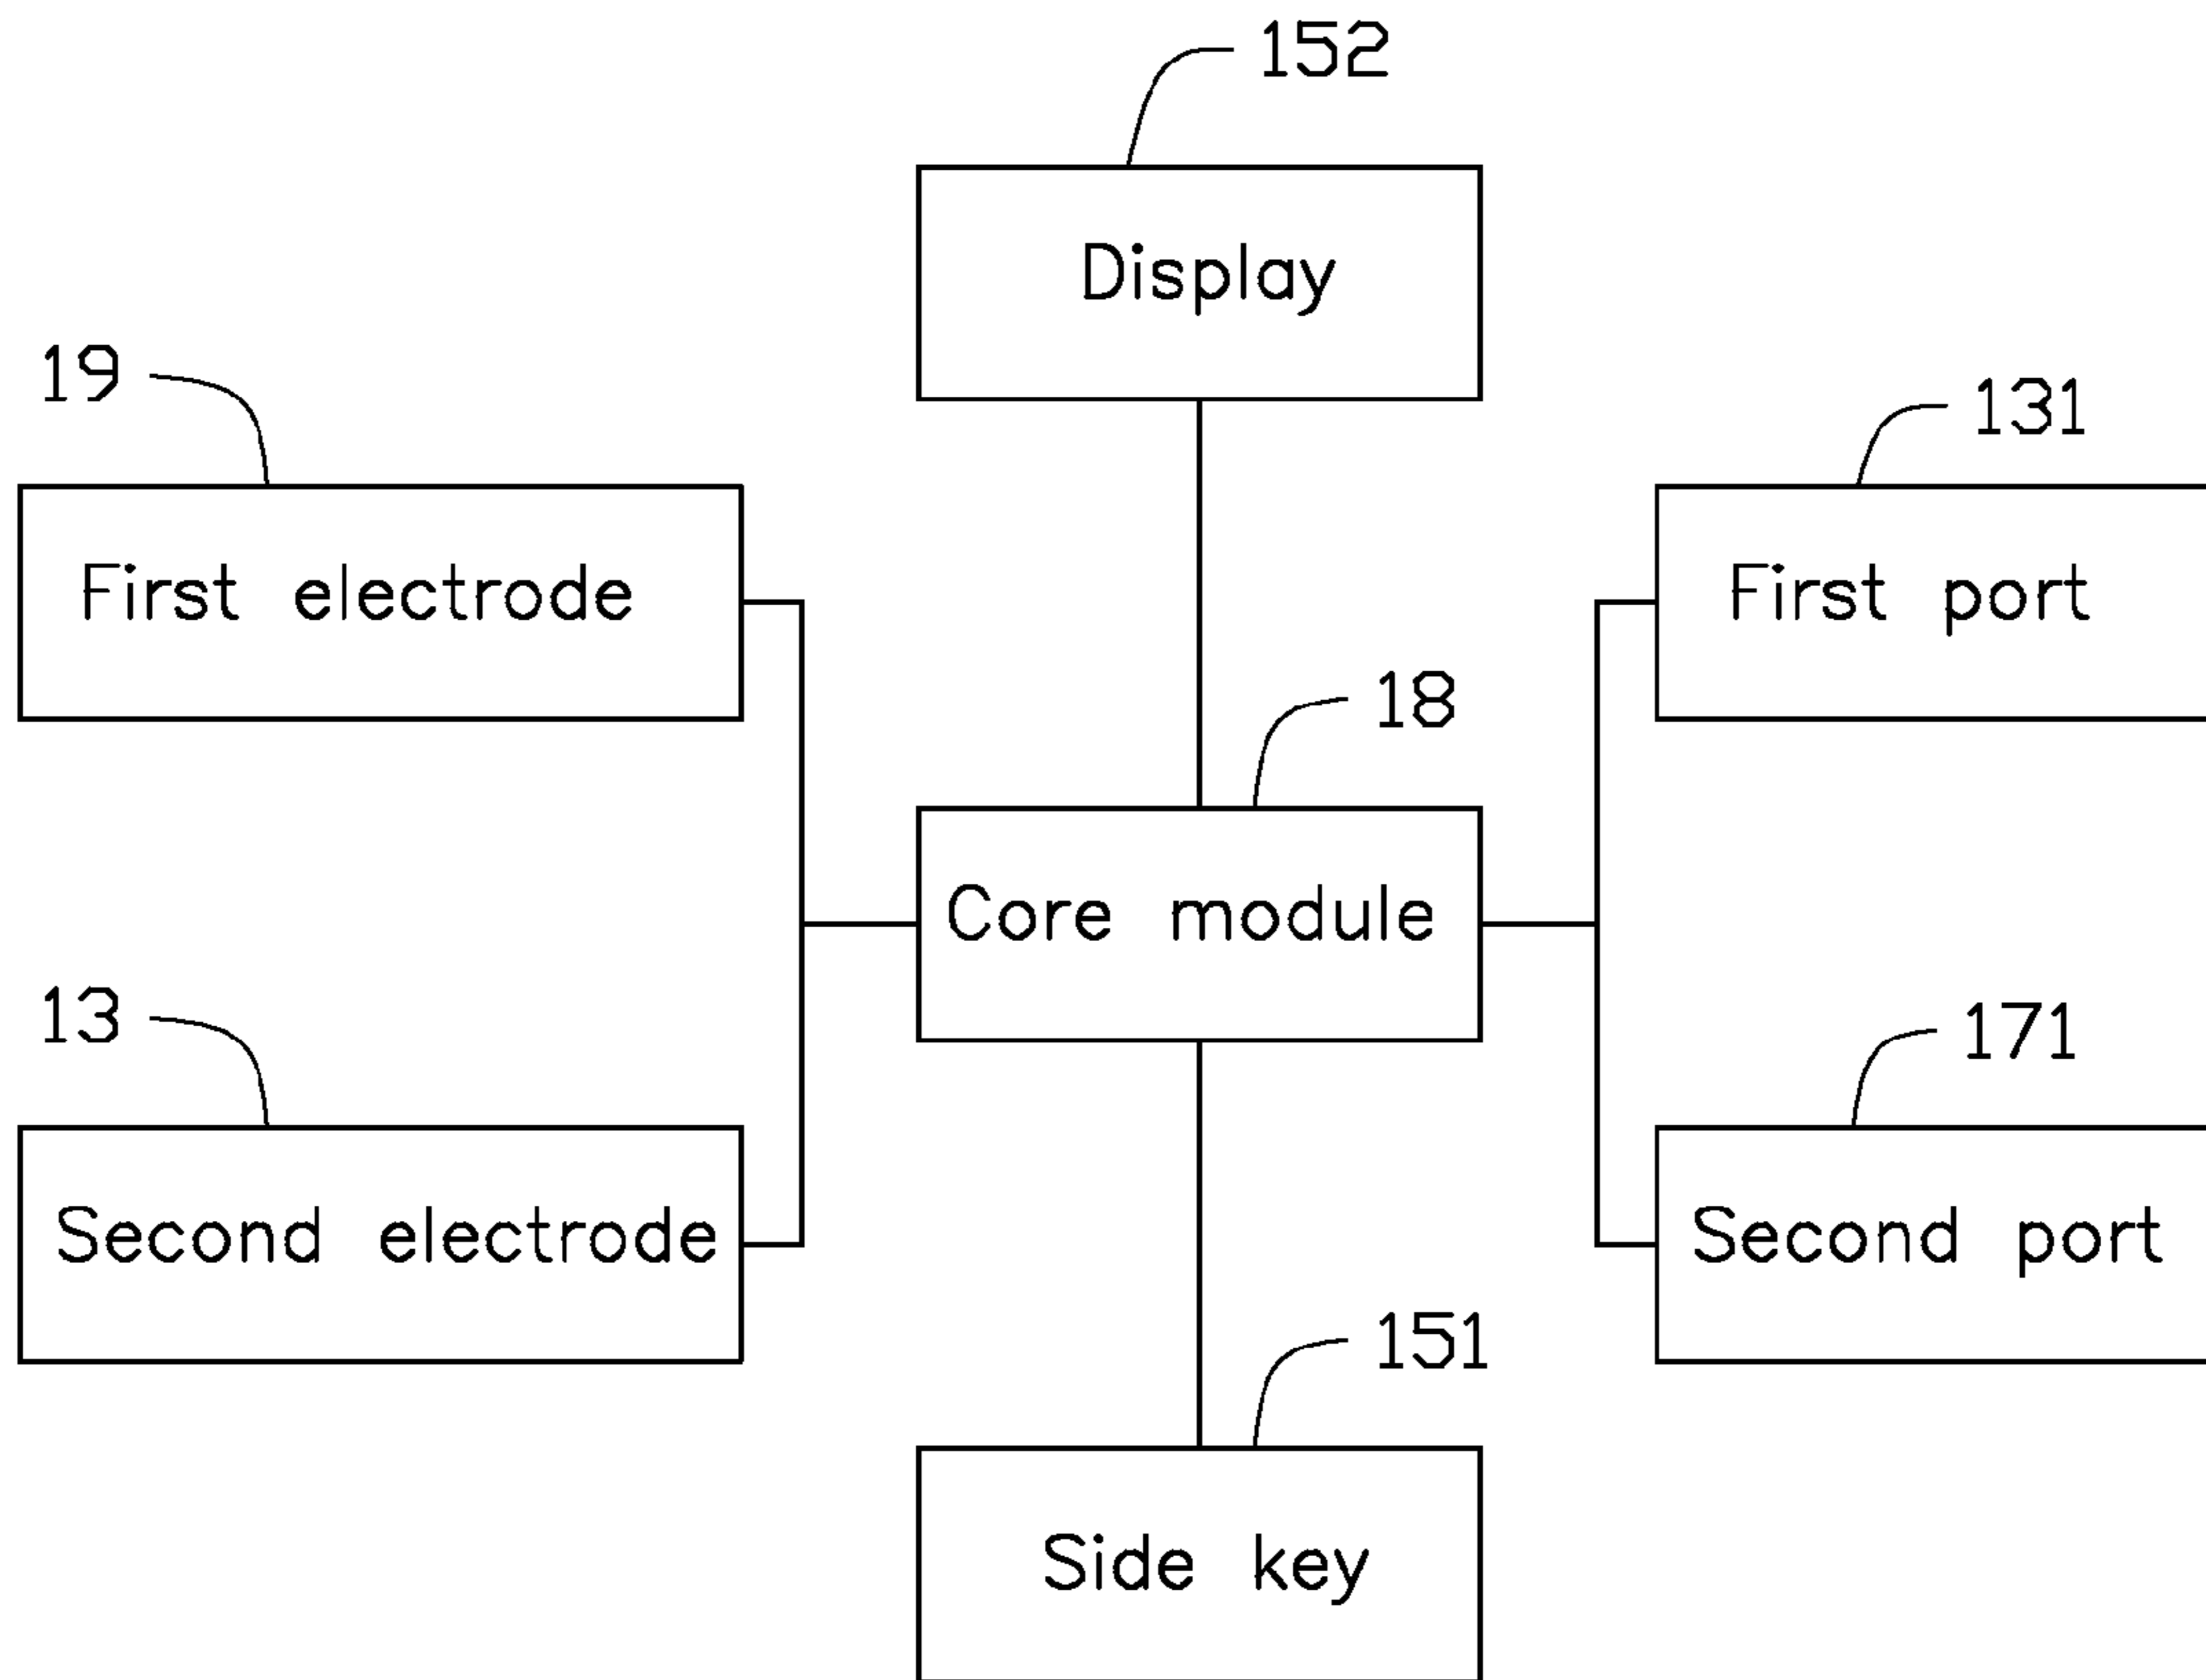 152
Display
19
131
First electrode
First port
18
Core module
13
171
Second electrode
Second port
151
Side key